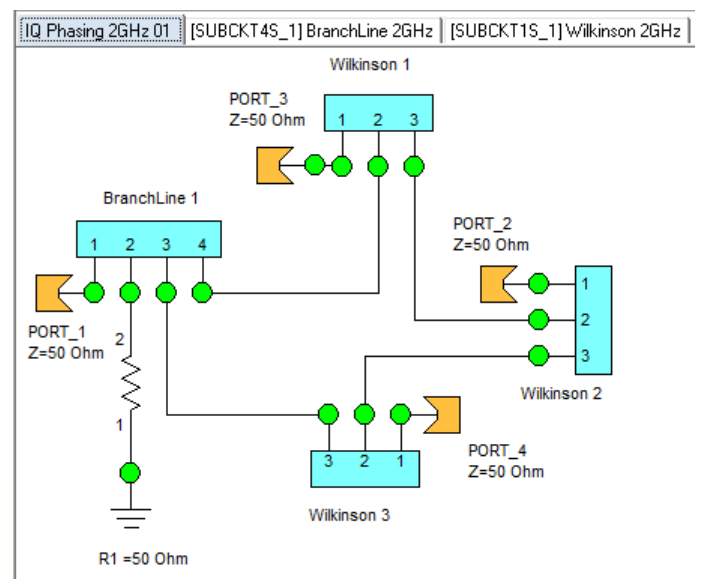 IQ Phasing 2GHz 01 [SUBCKT4S_1] BranchLine 2GHz [SUBCKT1S_1] Wilkinson 2GHz
Wilkinson 1
PORT_3
Z=50 Ohm
1 2 3
BranchLine 1
1 2 3 4
PORT_1
Z=50 Ohm
2
1
R1 =50 Ohm
PORT_2
Z=50 Ohm
1
2
3
Wilkinson 2
PORT_4
Z=50 Ohm
3 2 1
Wilkinson 3